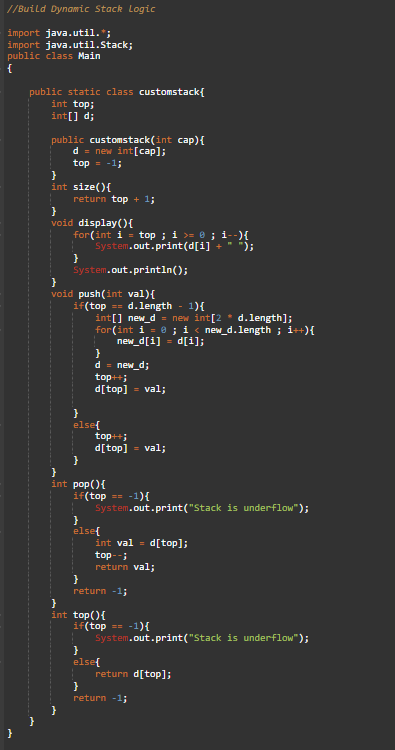 //Build Dynamic Stack Logic
import java.util.*;
import java.util.Stack;
public class Main
{
public static class customstack{
int top;
int[] d;
public customstack(int cap){
d = new int[cap];
top = -1;
}
int size(){
return top + 1;
}
void display(){
for(int i = top ; i >= 0 ; i--){
System.out.print(d[i] + " ");
}
System.out.println();
}
void push(int val){
if(top == d.length - 1){
int[] new_d = new int[2 * d.length];
for(int i = 0 ; i < new_d.length ; i++){
new_d[i] = d[i];
}
d = new_d;
top++;
d[top] = val;
}
else{
top++;
d[top] = val;
}
}
int pop(){
if(top == -1){
System.out.print("Stack is underflow");
}
else{
int val = d[top];
top--;
return val;
}
return -1;
}
int top(){
if(top == -1){
System.out.print("Stack is underflow");
}
else{
return d[top];
}
return -1;
}
}
}